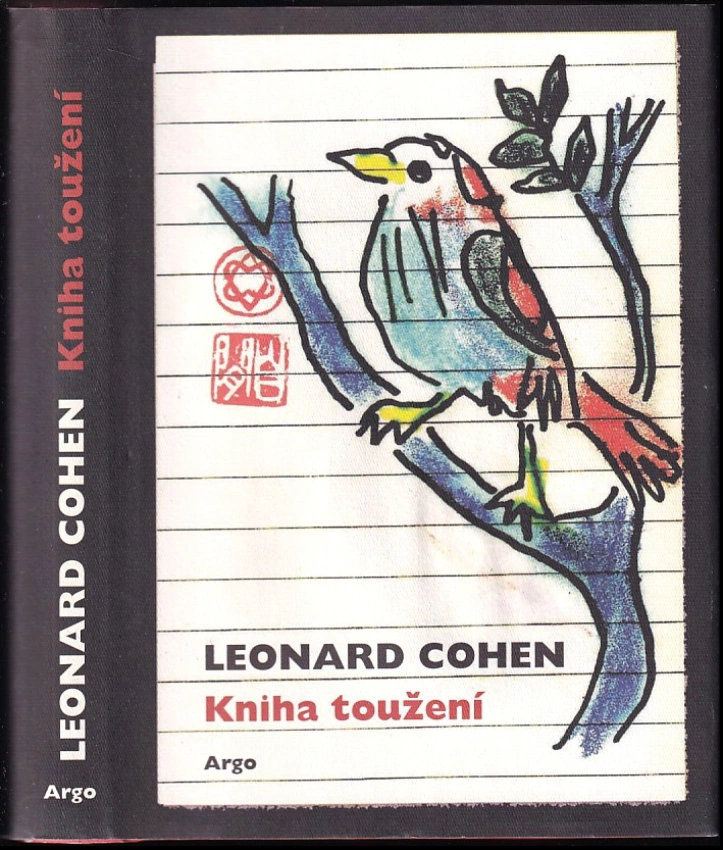 LEONARD COHEN Kniha toužení
Argo
LEONARD COHEN
Kniha toužení
Argo